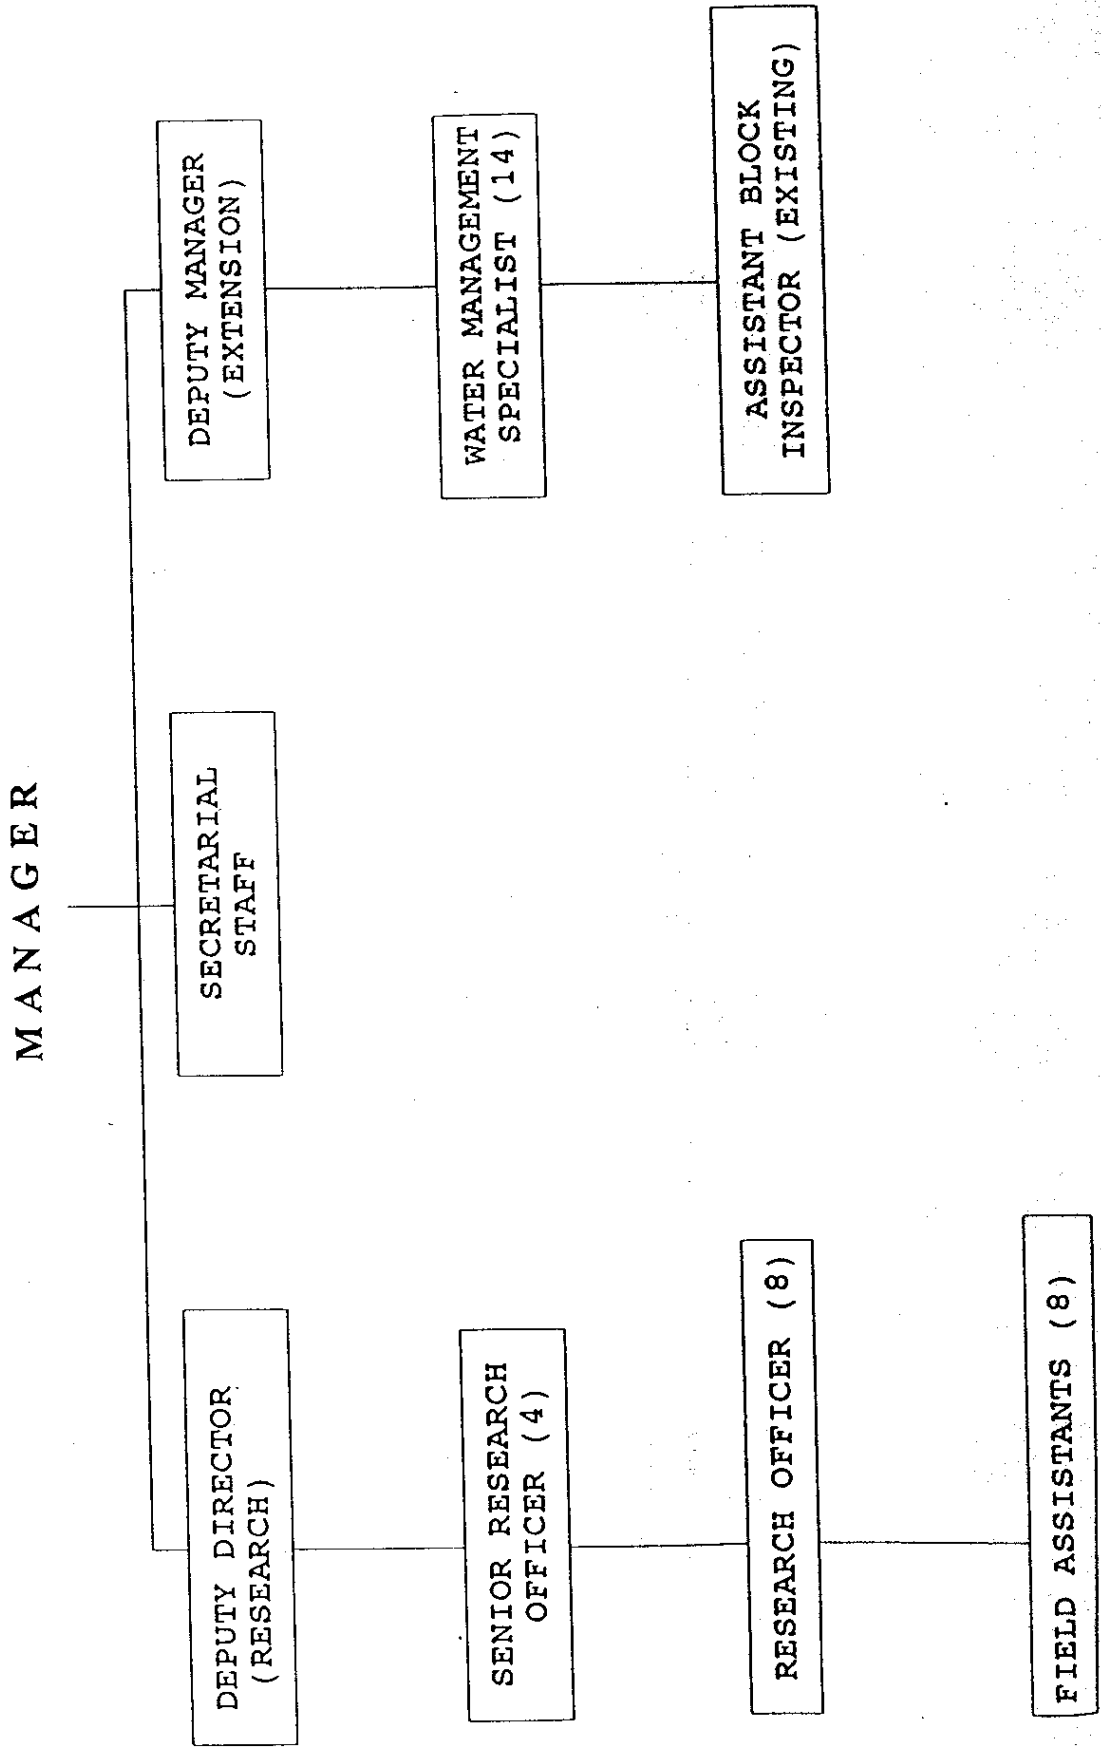 MANAGER
DEPUTY DIRECTOR
(RESEARCH)
SECRETARIAL
STAFF
DEPUTY MANAGER
(EXTENSION)
SENIOR RESEARCH
OFFICER (4)
WATER MANAGEMENT
SPECIALIST (14)
RESEARCH OFFICER (8)
ASSISTANT BLOCK
INSPECTOR (EXISTING)
FIELD ASSISTANTS (8)